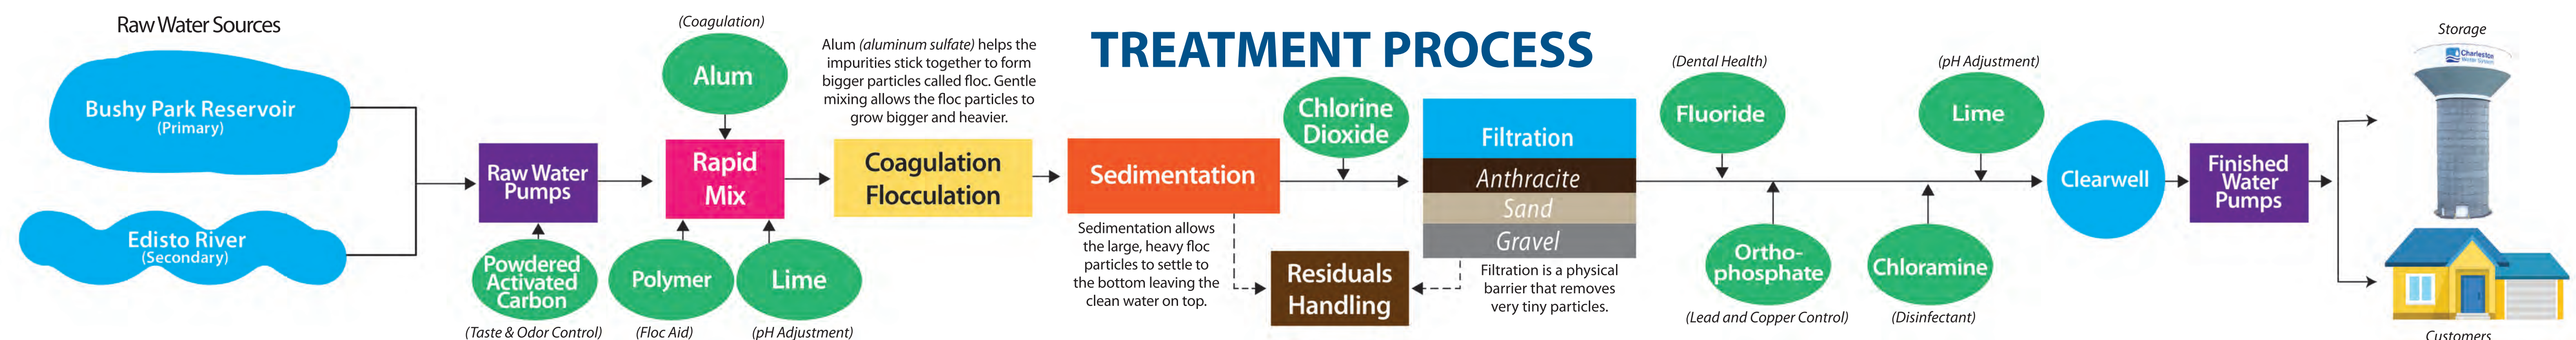 Raw Water Sources
Bushy Park Reservoir
(Primary)
Edisto River
(Secondary)
Raw Water
Pumps
Powdered
Activated
Carbon
(Taste & Odor Control)
(Coagulation)
Alum
Rapid
Mix
Polymer
(Floc Aid)
Lime
(pH Adjustment)
Alum (aluminum sulfate) helps the
impurities stick together to form
bigger particles called floc. Gentle
mixing allows the floc particles to
grow bigger and heavier.
Coagulation
Flocculation
TREATMENT PROCESS
Sedimentation
Sedimentation allows
the large, heavy floc
particles to settle to
the bottom leaving the
clean water on top.
Chlorine
Dioxide
Residuals
Handling
Filtration
Anthracite
Sand
Gravel
Filtration is a physical
barrier that removes
very tiny particles.
(Dental Health)
Fluoride
Ortho-
phosphate
(Lead and Copper Control)
(pH Adjustment)
Lime
Chloramine
(Disinfectant)
Clearwell
Finished
Water
Pumps
Storage
Charleston
Water System
Customers